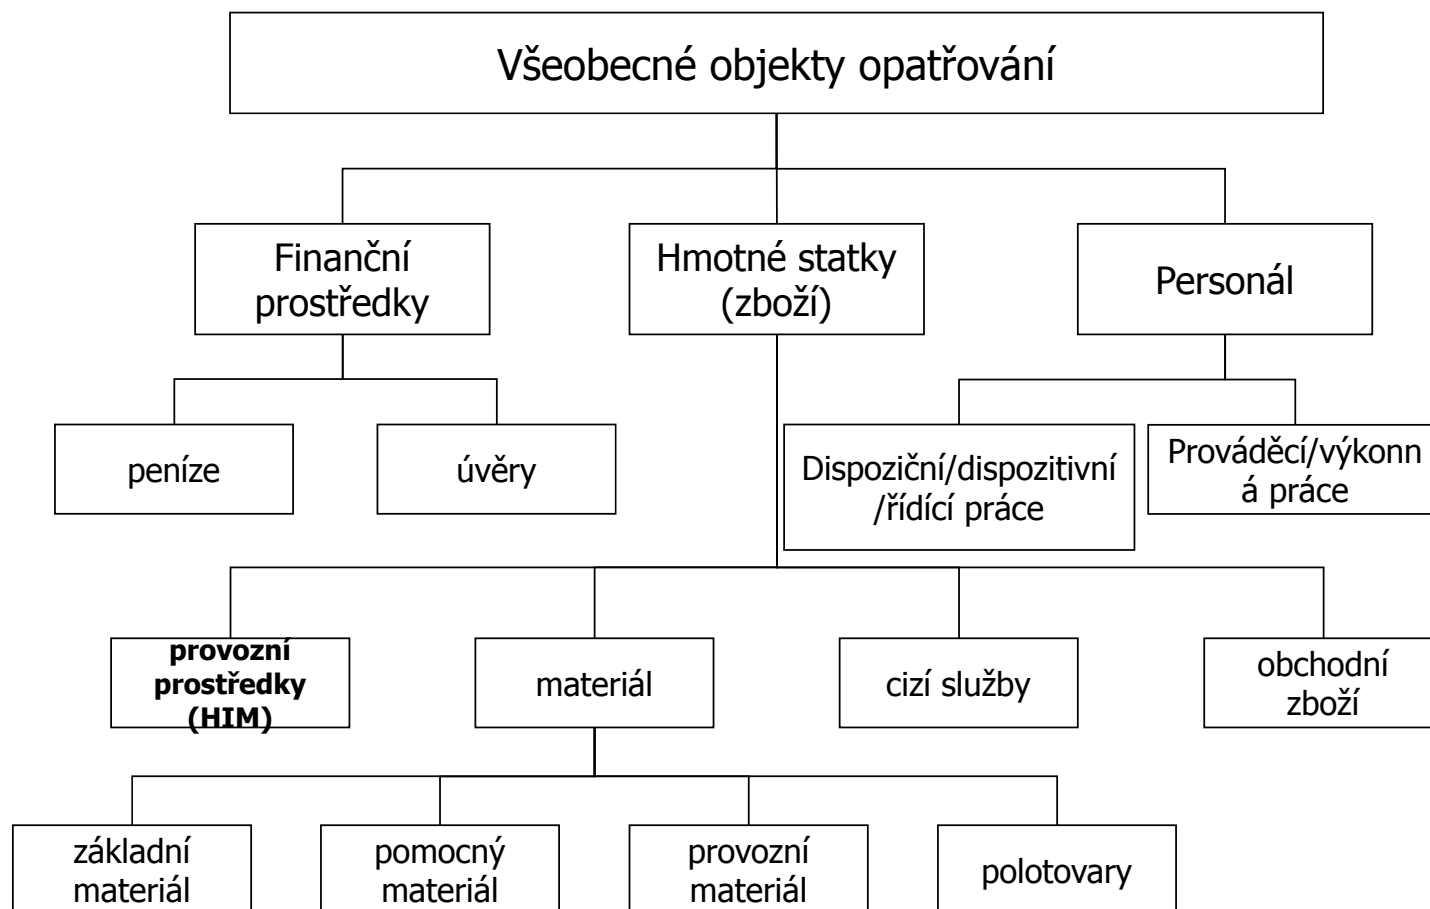 Všeobecné objekty opatřování
Finanční
prostředky
Hmotné statky
(zboží)
Personál
peníze
úvěry
Dispoziční/dispozitivní
/řídící práce
Prováděcí/výkonn
á práce
provozní
prostředky
(HIM)
materiál
cizí služby
obchodní
zboží
základní
materiál
pomocný
materiál
provozní
materiál
polotovary